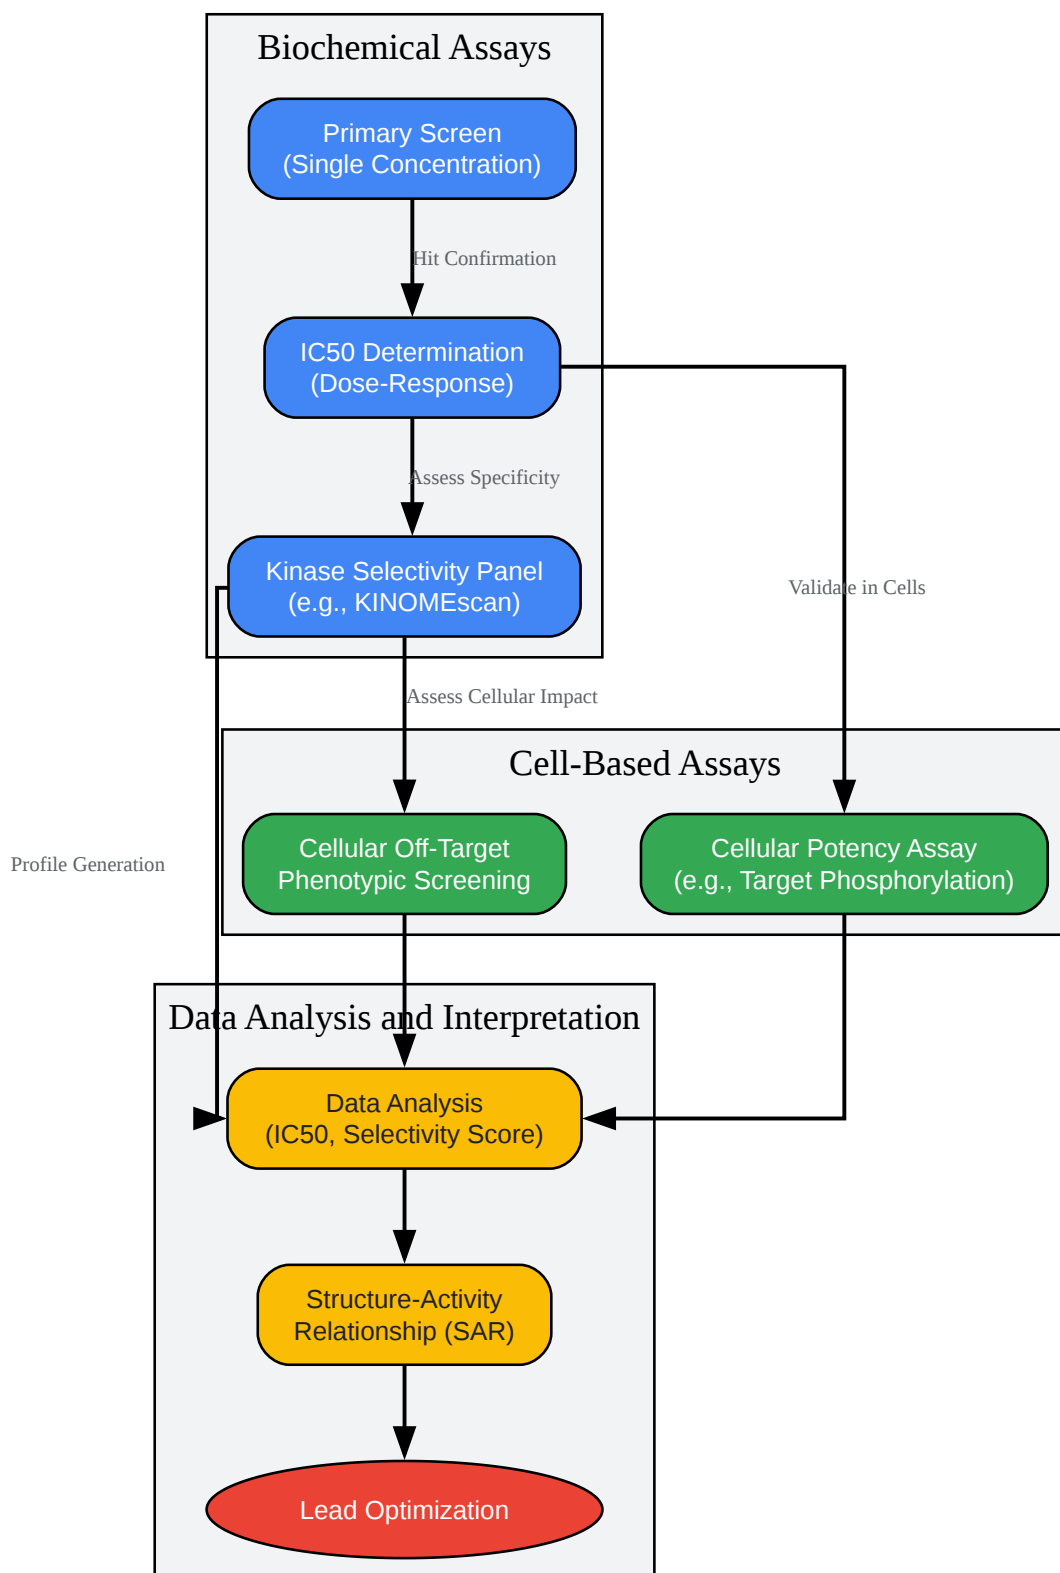 Biochemical Assays
Primary Screen
(Single Concentration)
Hit Confirmation
IC50 Determination
(Dose-Response)
Assess Specificity
Kinase Selectivity Panel
(e.g., KINOMEscan)
Validate in Cells
Assess Cellular Impact
Cell-Based Assays
Cellular Off-Target
Phenotypic Screening
Cellular Potency Assay
(e.g., Target Phosphorylation)
Profile Generation
Data Analysis and Interpretation
Data Analysis
(IC50, Selectivity Score)
Structure-Activity
Relationship (SAR)
Lead Optimization